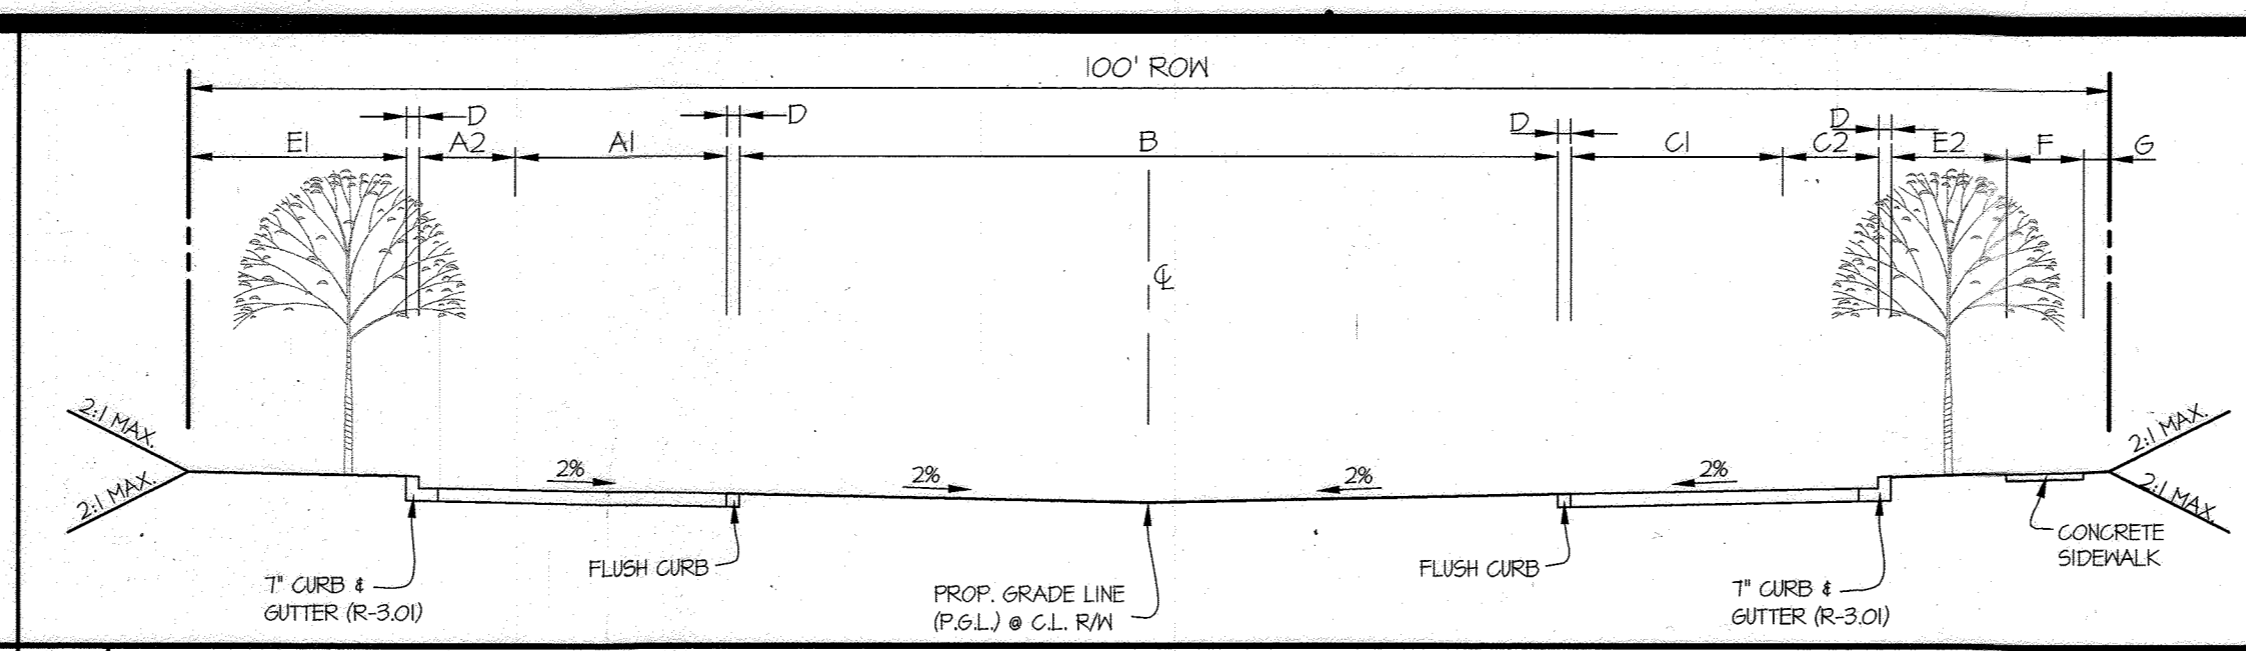 100' ROW
D
D
D
D
E1
A2
A1
B
C1
C2
E2
F
G
℄
2:1 MAX.
2:1 MAX.
2%
2%
2%
2%
2:1 MAX.
2:1 MAX.
7" CURB &
GUTTER (R-3.01)
FLUSH CURB
PROP. GRADE LINE
(P.G.L.) @ C.L. R/W
FLUSH CURB
7" CURB &
GUTTER (R-3.01)
CONCRETE
SIDEWALK